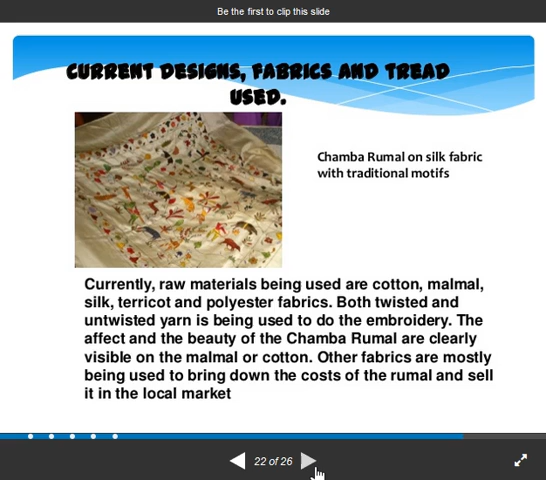 Be the first to clip this slide
CURRENT DESIGNS, FABRICS AND TREAD
USED.
Chamba Rumal on silk fabric
with traditional motifs
Currently, raw materials being used are cotton, malmal,
silk, terricot and polyester fabrics. Both twisted and
untwisted yarn is being used to do the embroidery. The
affect and the beauty of the Chamba Rumal are clearly
visible on the malmal or cotton. Other fabrics are mostly
being used to bring down the costs of the rumal and sell
it in the local market
22 of 26